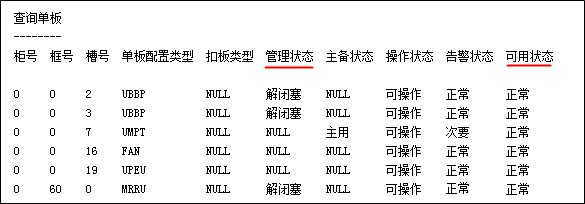 查询单板
--------
柜号 框号 槽号 单板配置类型 扣板类型 管理状态 主备状态 操作状态 告警状态 可用状态
0 0 2 UBBP NULL 解闭塞 NULL 可操作 正常 正常
0 0 3 UBBP NULL 解闭塞 NULL 可操作 正常 正常
0 0 7 UMPT NULL NULL 主用 可操作 次要 正常
0 0 16 FAN NULL NULL NULL 可操作 正常 正常
0 0 19 UPEU NULL NULL NULL 可操作 正常 正常
0 60 0 MRRU NULL 解闭塞 NULL 可操作 正常 正常